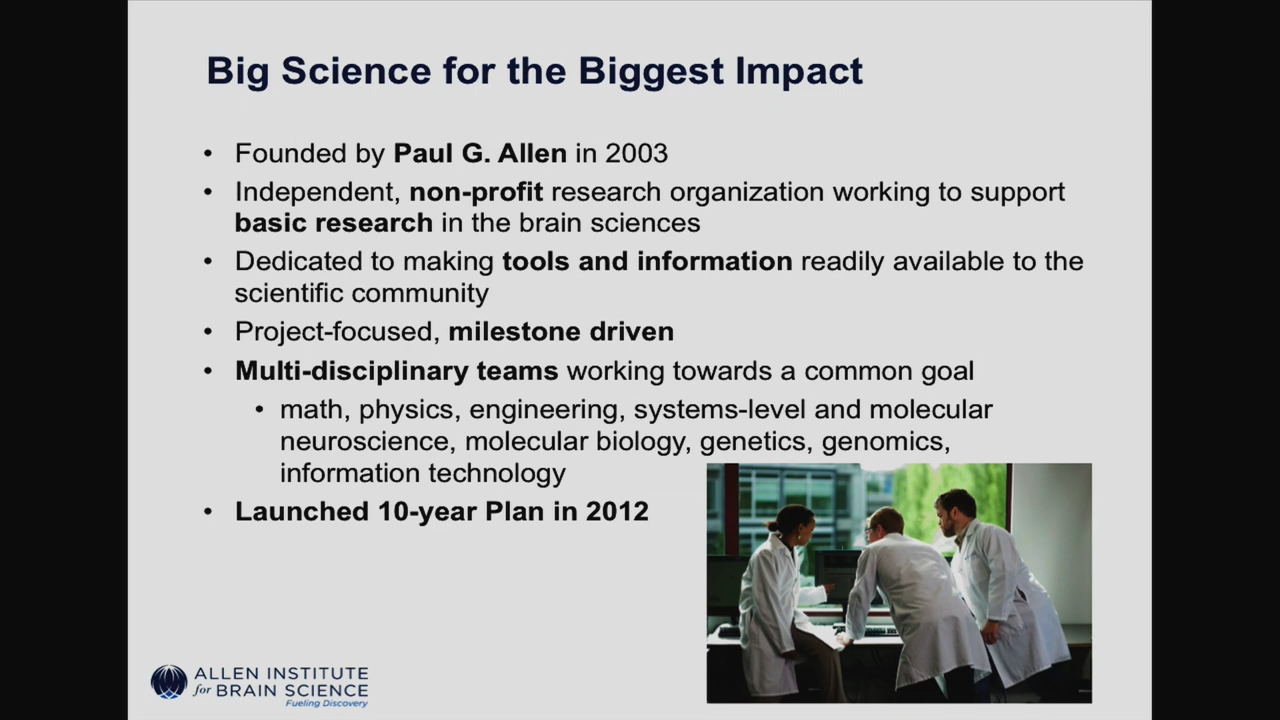 Big Science for the Biggest Impact
• Founded by Paul G. Allen in 2003
• Independent, non-profit research organization working to support
basic research in the brain sciences
• Dedicated to making tools and information readily available to the
scientific community
• Project-focused, milestone driven
• Multi-disciplinary teams working towards a common goal
• math, physics, engineering, systems-level and molecular
neuroscience, molecular biology, genetics, genomics,
information technology
• Launched 10-year Plan in 2012
ALLEN INSTITUTE
for BRAIN SCIENCE
Fueling Discovery